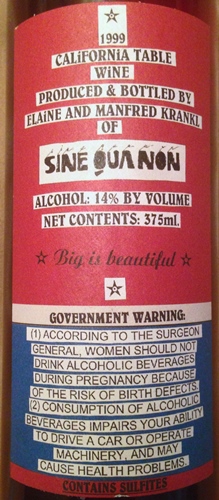 1999
CALiFORNiA TABLE
WiNE
PRODUCED & BOTTLED BY
ELAiNE AND MANFRED KRANKL
OF
SINE QUA NON
ALCOHOL: 14% BY VOLUME
NET CONTENTS: 375ml.
Big is beautiful
GOVERNMENT WARNING:
(1) ACCORDING TO THE SURGEON
GENERAL, WOMEN SHOULD NOT
DRINK ALCOHOLIC BEVERAGES
DURING PREGNANCY BECAUSE
OF THE RISK OF BIRTH DEFECTS.
(2) CONSUMPTION OF ALCOHOLIC
BEVERAGES IMPAIRS YOUR ABILITY
TO DRIVE A CAR OR OPERATE
MACHINERY, AND MAY
CAUSE HEALTH PROBLEMS.
CONTAINS SULFITES